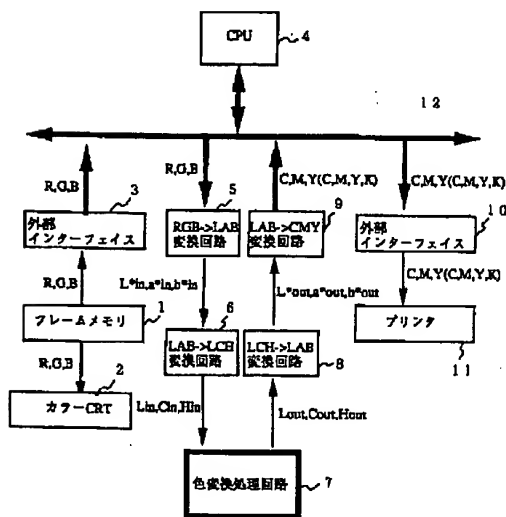 CPU
4
12
R,G,B
3
外部
インターフェイス
R,G,B
フレームメモリ
1
R,G,B
2
カラーCRT
R,G,B
5
RGB->LAB
変換回路
L*in,a*in,b*in
6
LAB->LCH
変換回路
Lin,Cin,Hin
C,M,Y(C,M,Y,K)
9
LAB->CMY
変換回路
L*out,a*out,b*out
LCH->LAB
変換回路
8
Lout,Cout,Hout
色変換処理回路
7
C,M,Y(C,M,Y,K)
10
外部
インターフェイス
C,M,Y(C,M,Y,K)
プリンタ
11